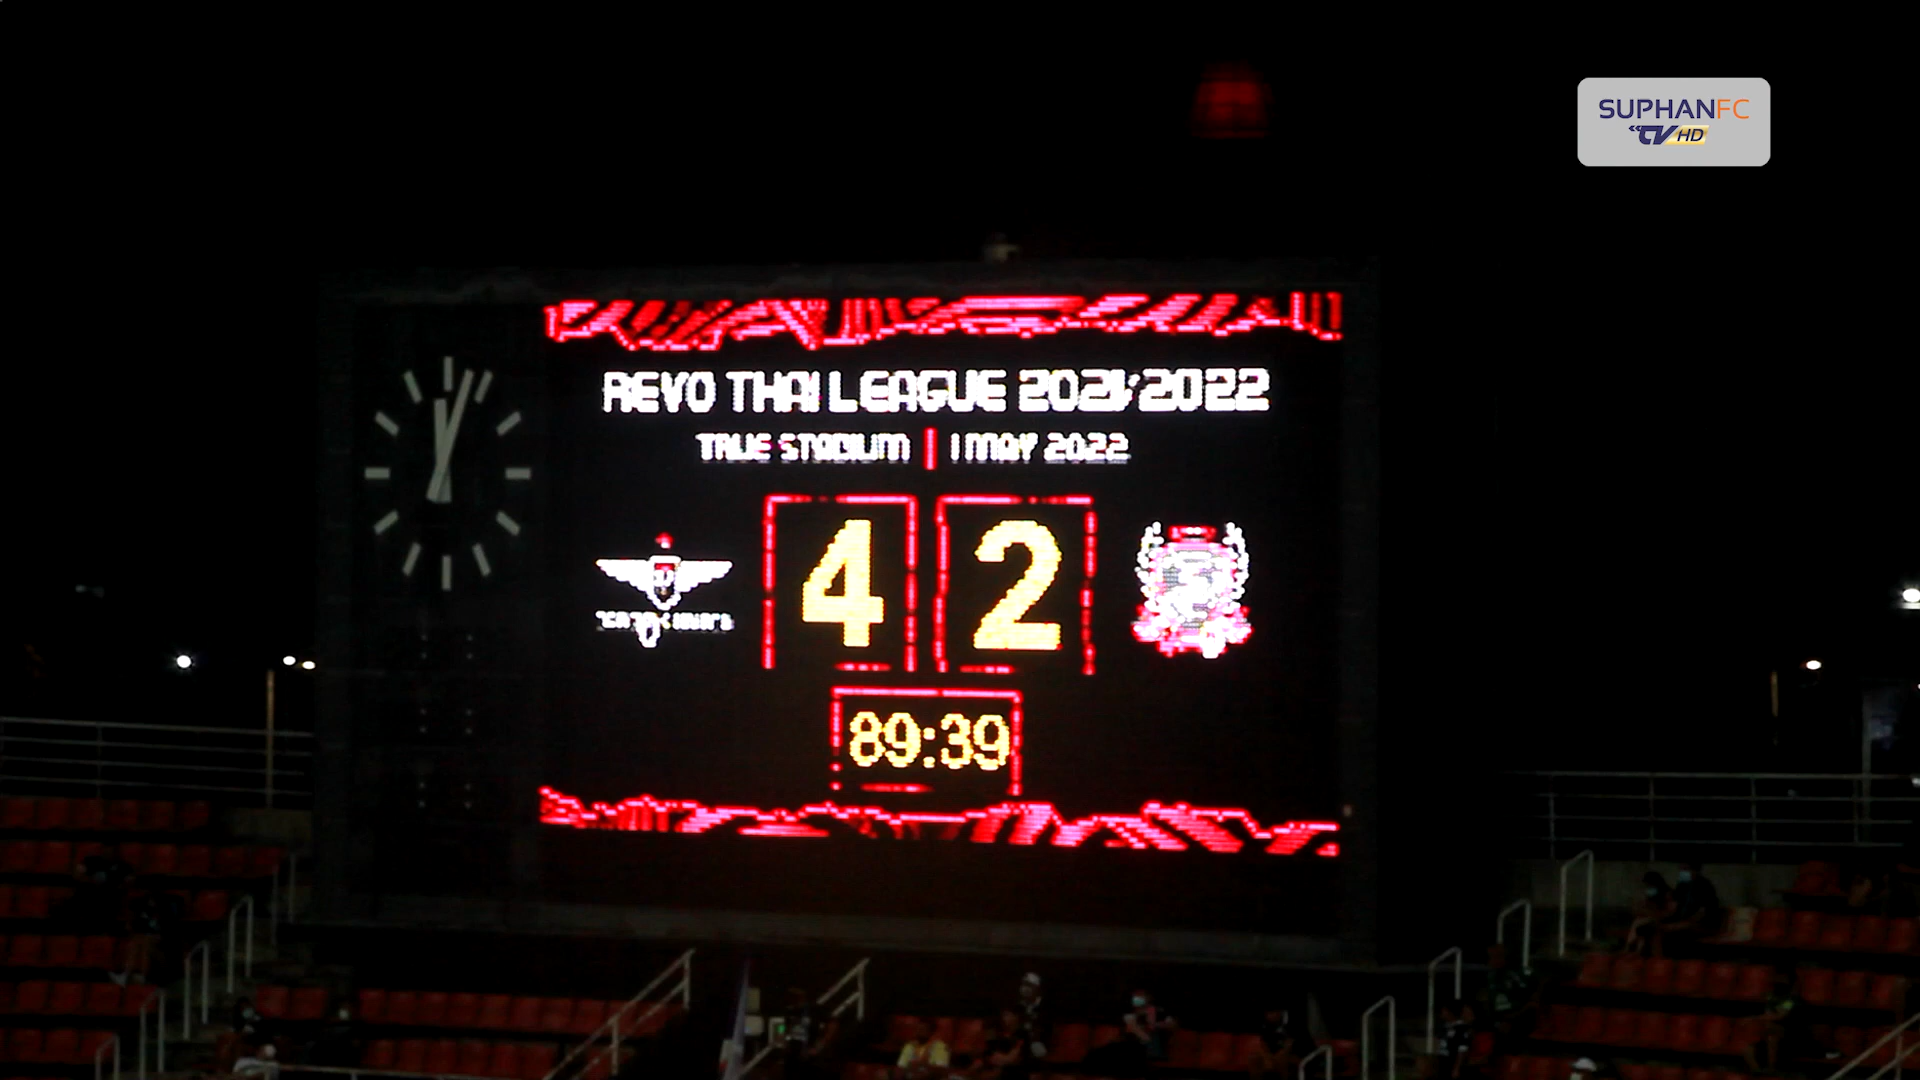 SUPHANFC
TV HD
REVO THAI LEAGUE 2021/2022
TRUE STADIUM | 1 MAY 2022
4 2
89:39